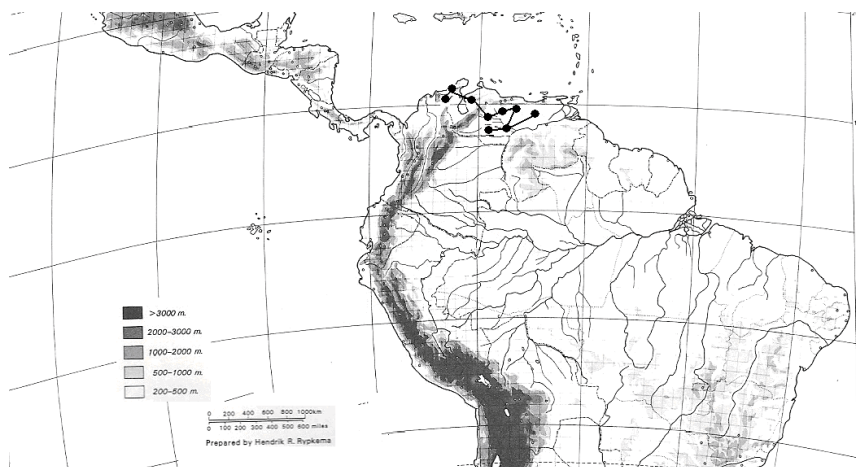 >3000 m.
2000-3000 m.
1000-2000 m.
500-1000 m.
200-500 m.
0 200 400 600 800 1000km
0 100 200 300 400 500 600 miles
Prepared by Hendrik R. Rypkema